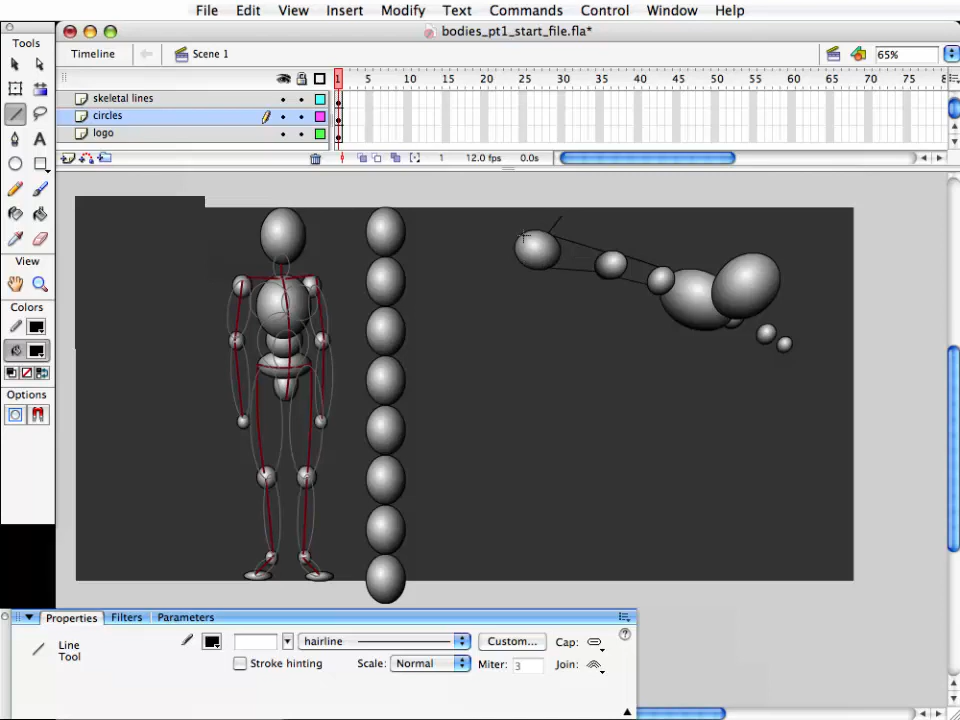 File Edit View Insert Modify Text Commands Control Window Help
bodies_pt1_start_file.fla*
Tools
Timeline
Scene 1
65%
1 5 10 15 20 25 30 35 40 45 50 55 60 65 70 75 8
skeletal lines
circles
logo
1 12.0 fps 0.0s
A
View
Colors
Options
Properties Filters Parameters
Line
Tool
hairline
Custom...
Cap:
Stroke hinting
Scale:
Normal
Miter: 3
Join:
?